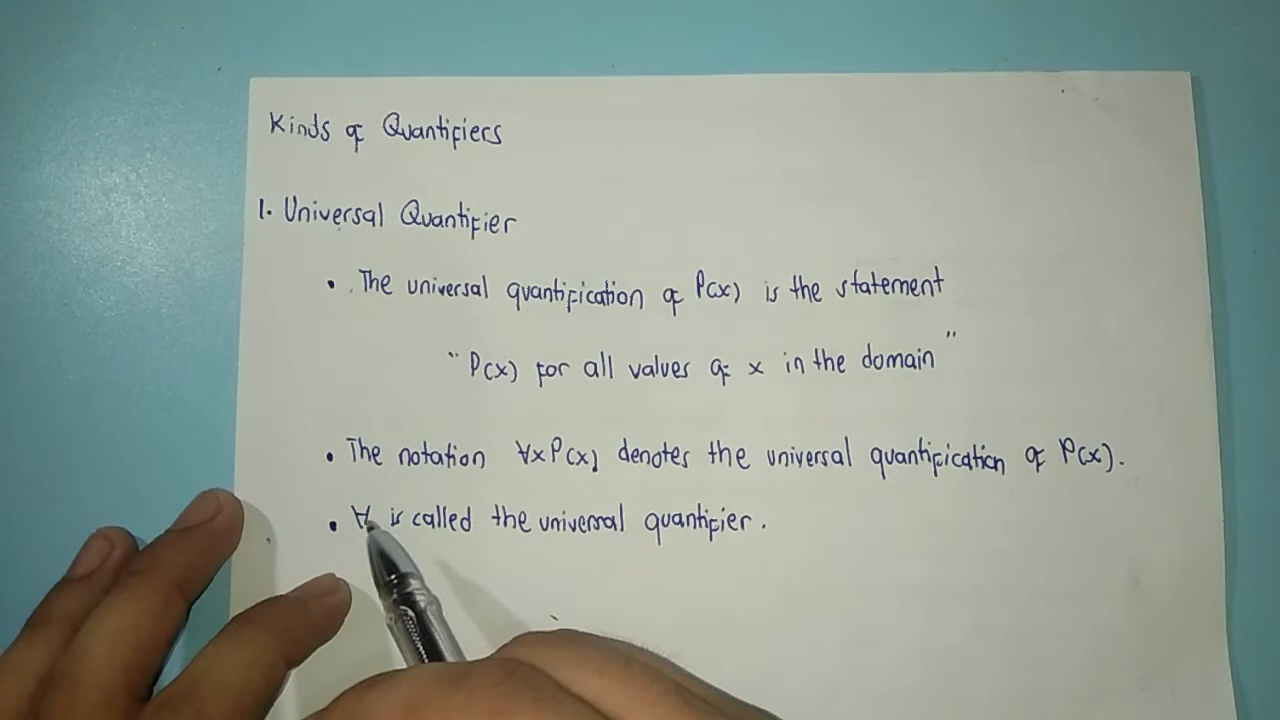 Kinds of Quantifiers
1. Universal Quantifier
• The universal quantification of P(x) is the statement
" P(x) for all values of x in the domain "
• The notation ∀x P(x) denotes the universal quantification of P(x).
• ∀ is called the universal quantifier.